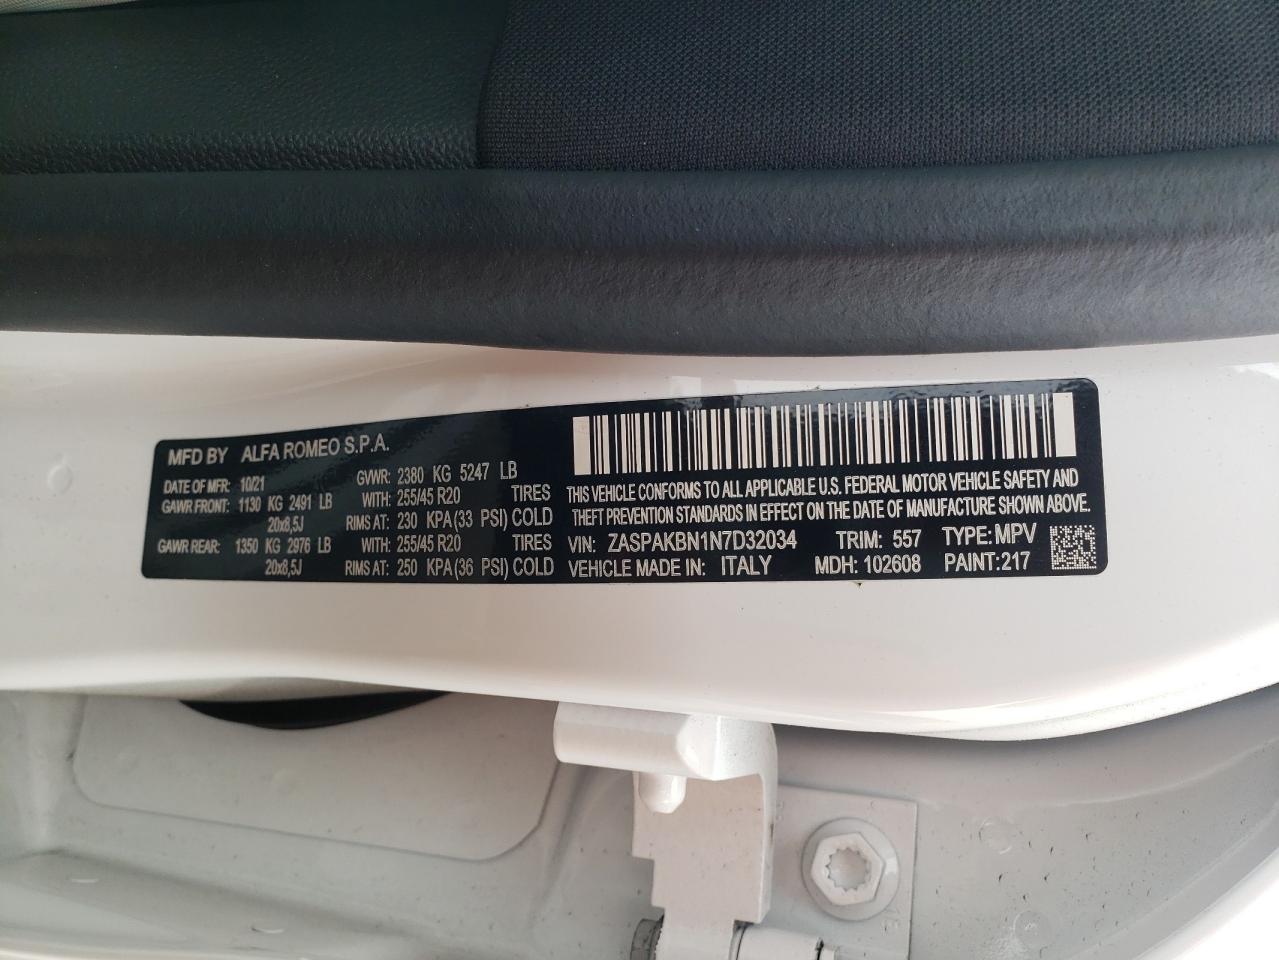 MFD BY ALFA ROMEO S.P.A.
DATE OF MFR: 10/21 GVWR: 2380 KG 5247 LB
GAWR FRONT: 1130 KG 2491 LB WITH: 255/45 R20 TIRES
20x8,5J RIMS AT: 230 KPA(33 PSI) COLD
GAWR REAR: 1350 KG 2976 LB WITH: 255/45 R20 TIRES
20x8,5J RIMS AT: 250 KPA(36 PSI) COLD
THIS VEHICLE CONFORMS TO ALL APPLICABLE U.S. FEDERAL MOTOR VEHICLE SAFETY AND
THEFT PREVENTION STANDARDS IN EFFECT ON THE DATE OF MANUFACTURE SHOWN ABOVE.
VIN: ZASPAKBN1N7D32034 TRIM: 557 TYPE: MPV
VEHICLE MADE IN: ITALY MDH: 102608 PAINT:217